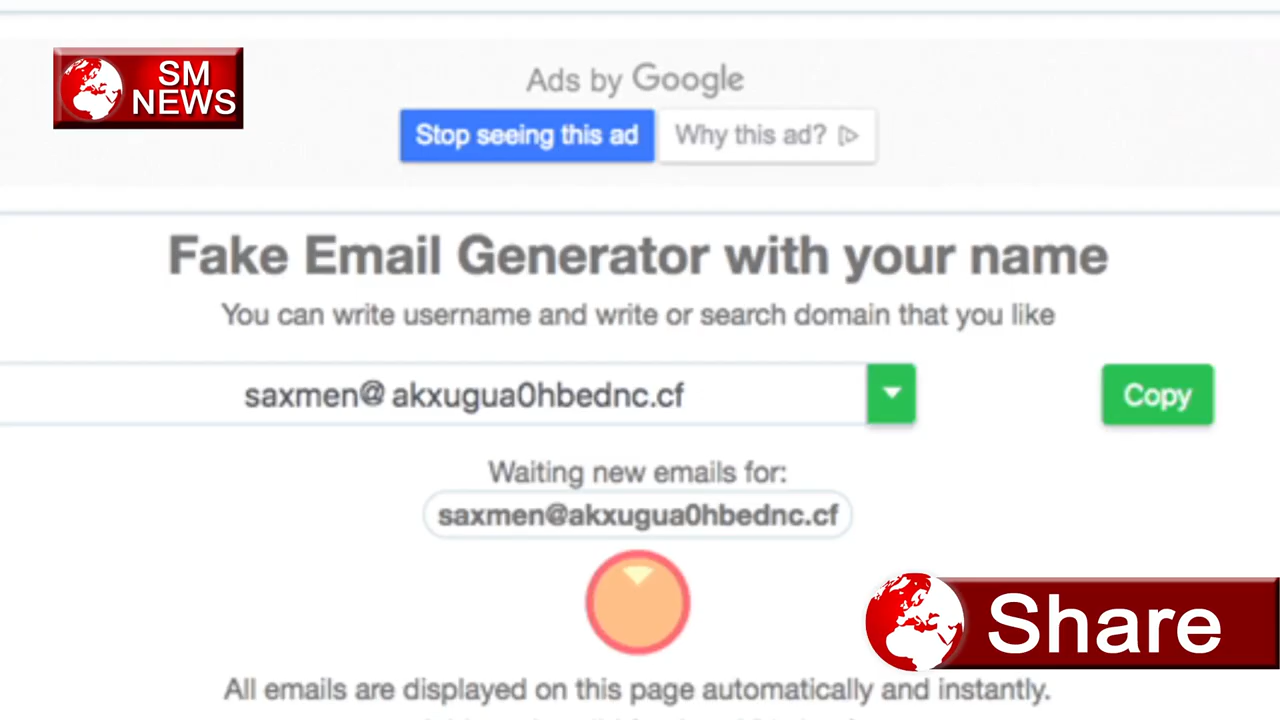 SM
NEWS
Ads by Google
Stop seeing this ad
Why this ad?
Fake Email Generator with your name
You can write username and write or search domain that you like
saxmen@ akxugua0hbednc.cf
Copy
Waiting new emails for:
saxmen@akxugua0hbednc.cf
Share
All emails are displayed on this page automatically and instantly.